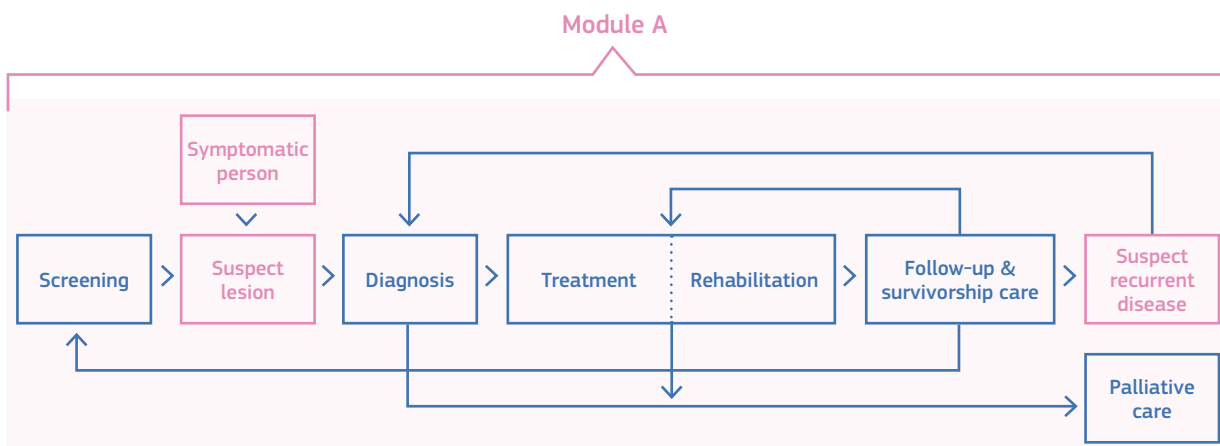 Module A
Symptomatic
person
Screening
Suspect
lesion
Diagnosis
Treatment
Rehabilitation
Follow-up &
survivorship care
Suspect
recurrent
disease
Palliative
care